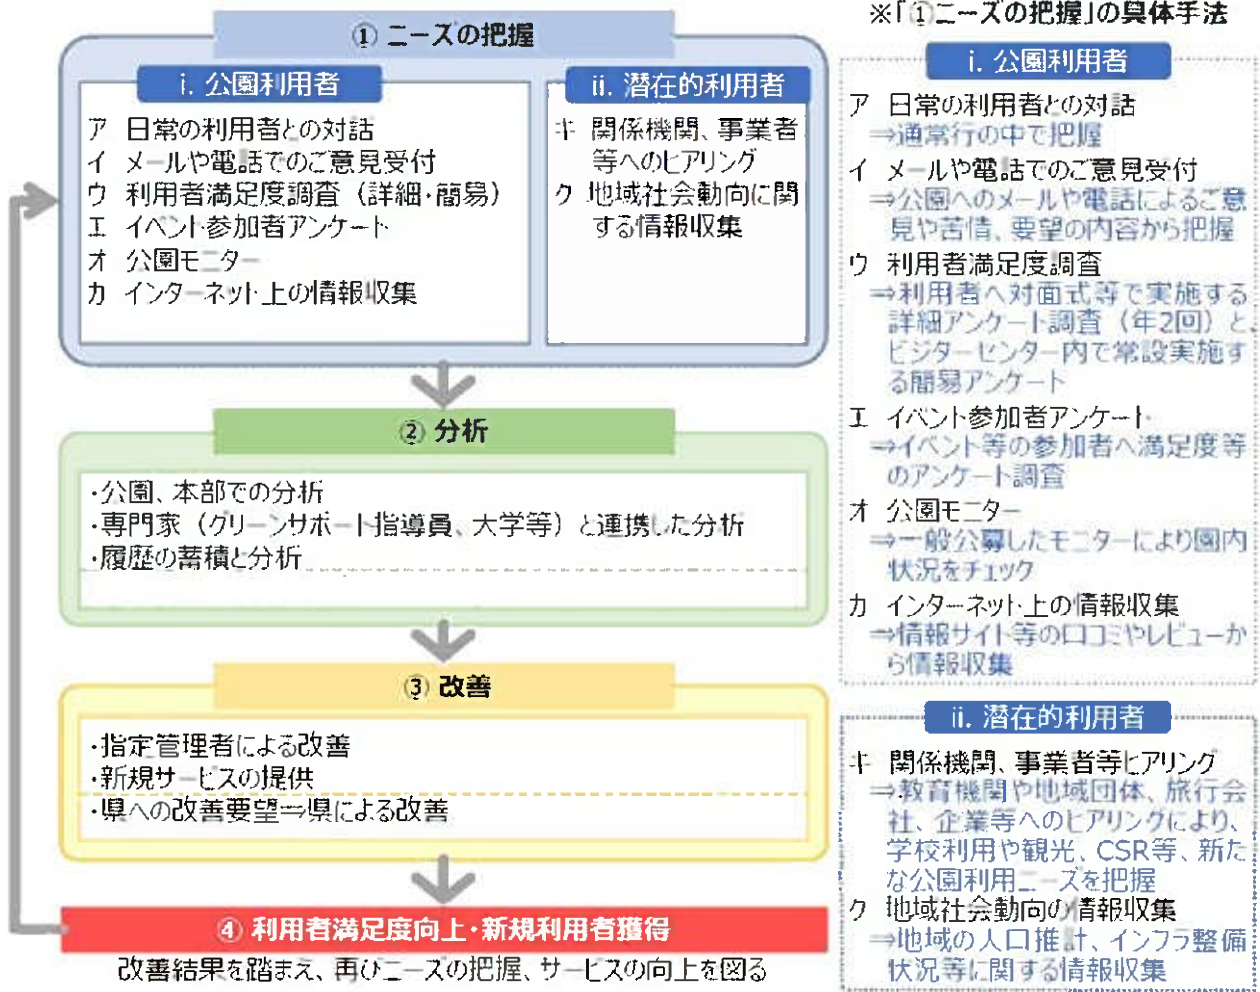 ① ニーズの把握
i. 公園利用者
ア 日常の利用者との対話
イ メールや電話でのご意見受付
ウ 利用者満足度調査（詳細・簡易）
エ イベント参加者アンケート
オ 公園モニター
カ インターネット上の情報収集
ii. 潜在的利用者
キ 関係機関、事業者
等へのヒアリング
ク 地域社会動向に関
する情報収集
② 分析
・公園、本部での分析
・専門家（グリーンサポート指導員、大学等）と連携した分析
・履歴の蓄積と分析
③ 改善
・指定管理者による改善
・新規サービスの提供
・県への改善要望⇒県による改善
④ 利用者満足度向上・新規利用者獲得
改善結果を踏まえ、再びニーズの把握、サービスの向上を図る
※「①ニーズの把握」の具体手法
i. 公園利用者
ア 日常の利用者との対話
⇒通常行の中で把握
イ メールや電話でのご意見受付
⇒公園へのメールや電話によるご意
見や苦情、要望の内容から把握
ウ 利用者満足度調査
⇒利用者へ対面式等で実施する
詳細アンケート調査（年2回）と
ビジターセンター内で常設実施す
る簡易アンケート
エ イベント参加者アンケート
⇒イベント等の参加者へ満足度等
のアンケート調査
オ 公園モニター
⇒一般公募したモニターにより園内
状況をチェック
カ インターネット上の情報収集
⇒情報サイト等の口コミやレビューか
ら情報収集
ii. 潜在的利用者
キ 関係機関、事業者等ヒアリング
⇒教育機関や地域団体、旅行会
社、企業等へのヒアリングにより、
学校利用や観光、CSR等、新た
な公園利用ニーズを把握
ク 地域社会動向の情報収集
⇒地域の人口推計、インフラ整備
状況等に関する情報収集